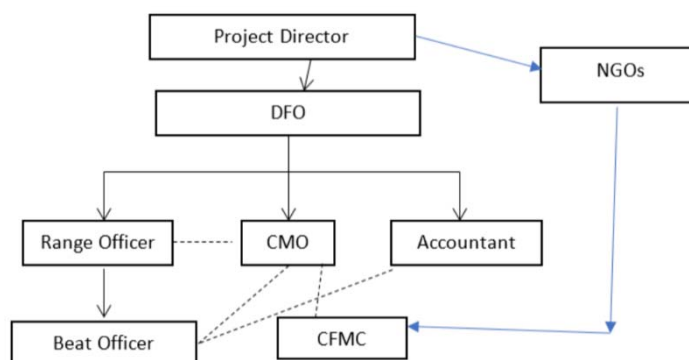 Project Director
NGOs
DFO
Range Officer
CMO
Accountant
Beat Officer
CFMC